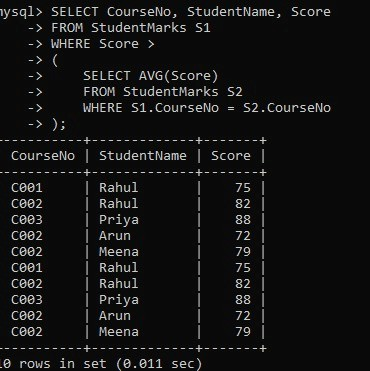 mysql> SELECT CourseNo, StudentName, Score
-> FROM StudentMarks S1
-> WHERE Score >
-> (
->     SELECT AVG(Score)
->     FROM StudentMarks S2
->     WHERE S1.CourseNo = S2.CourseNo
-> );
-----------+-------------+-------+
CourseNo | StudentName | Score |
-----------+-------------+-------+
C001     | Rahul       |    75 |
C002     | Rahul       |    82 |
C003     | Priya       |    88 |
C002     | Arun        |    72 |
C002     | Meena       |    79 |
C001     | Rahul       |    75 |
C002     | Rahul       |    82 |
C003     | Priya       |    88 |
C002     | Arun        |    72 |
C002     | Meena       |    79 |
-----------+-------------+-------+
10 rows in set (0.011 sec)